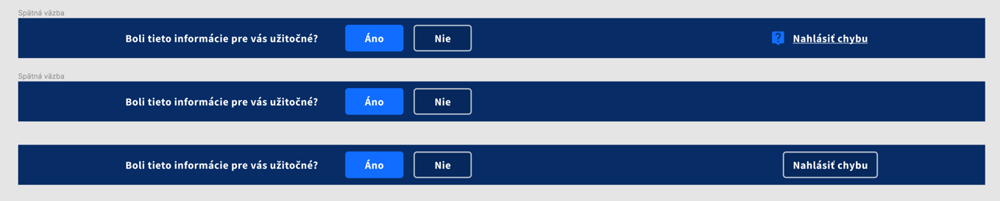 Spätná väzba
Boli tieto informácie pre vás užitočné? Áno Nie Nahlásiť chybu
Spätná väzba
Boli tieto informácie pre vás užitočné? Áno Nie
Boli tieto informácie pre vás užitočné? Áno Nie Nahlásiť chybu